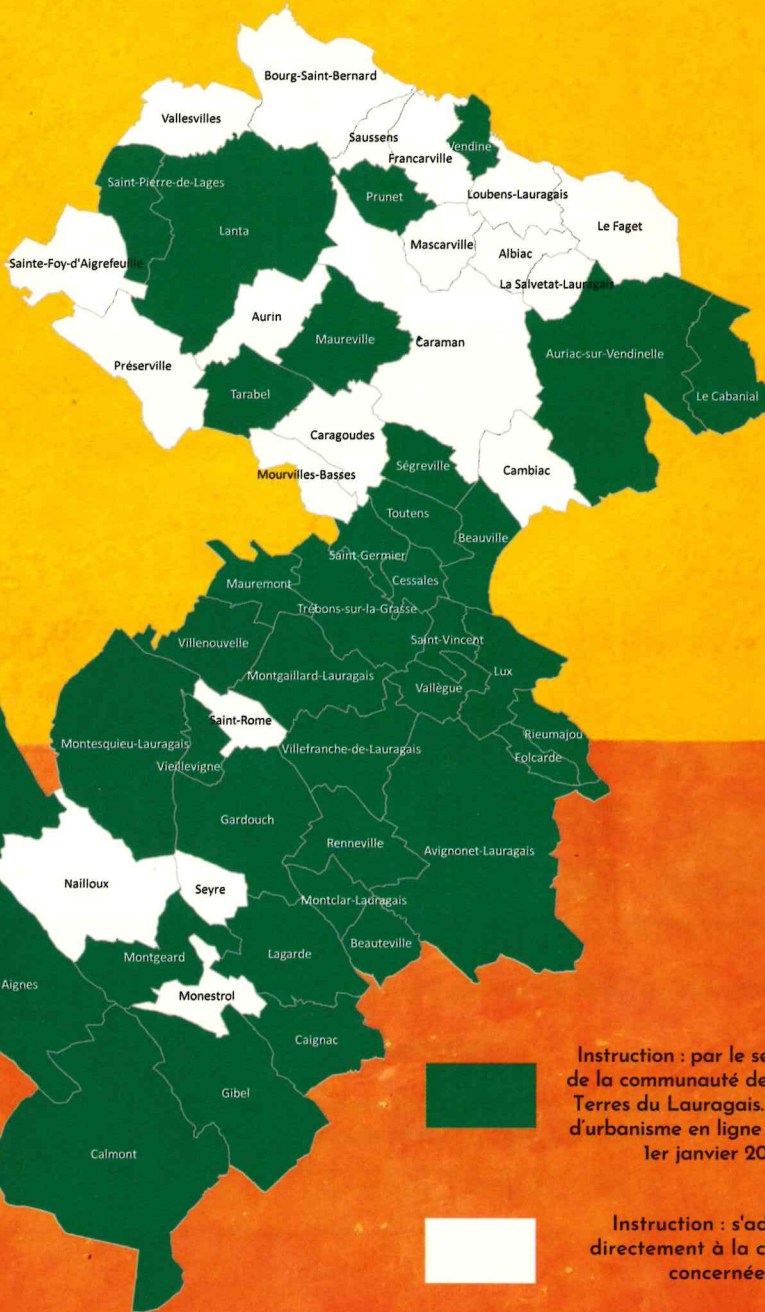 Bourg-Saint-Bernard
Vallesvilles
Saussens
Francarville
Vendine
Saint-Pierre-de-Lages
Prunet
Loubens-Lauragais
Lanta
Le Faget
Mascarville
Albiac
Sainte-Foy-d'Aigrefeuille
La Salvetat-Lauragais
Aurin
Maureville
Caraman
Préserville
Auriac-sur-Vendinelle
Tarabel
Le Cabanial
Caragoudes
Ségreville
Mourvilles-Basses
Cambiac
Toutens
Beauville
Saint-Germier
Mauremont
Cessales
Trébons-sur-la-Grasse
Villenouvelle
Saint-Vincent
Montgaillard-Lauragais
Lux
Vallègue
Saint-Rome
Rieumajou
Montesquieu-Lauragais
Villefranche-de-Lauragais
Vieillevigne
Folcarde
Gardouch
Renneville
Avignonet-Lauragais
Nailloux
Seyre
Montclar-Lauragais
Beauteville
Montgeard
Lagarde
Aignes
Monestrol
Caignac
Gibel
Calmont
Instruction : par le se
de la communauté de
Terres du Lauragais.
d'urbanisme en ligne
1er janvier 20
Instruction : s'ad
directement à la c
concernée